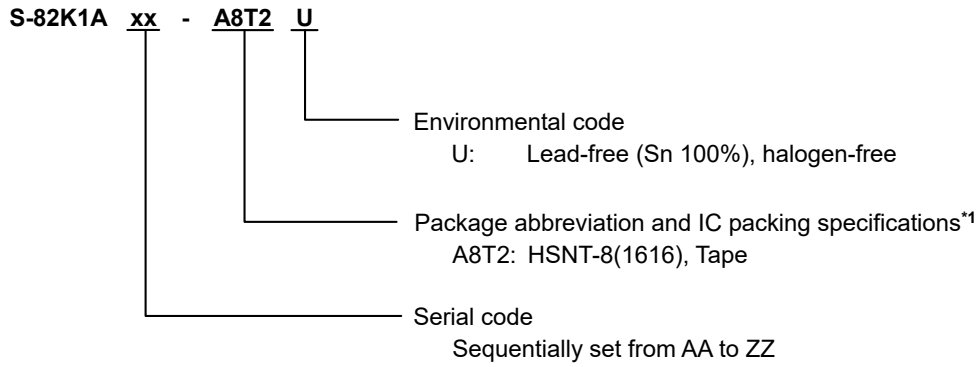 S-82K1A xx - A8T2 U
Environmental code
U: Lead-free (Sn 100%), halogen-free
Package abbreviation and IC packing specifications*1
A8T2: HSNT-8(1616), Tape
Serial code
Sequentially set from AA to ZZ